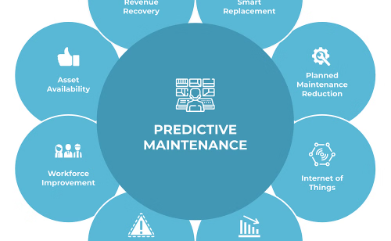 Revenue
Recovery
Smart
Replacement
Asset
Availability
Planned
Maintenance
Reduction
PREDICTIVE
MAINTENANCE
Workforce
Improvement
Internet of
Things